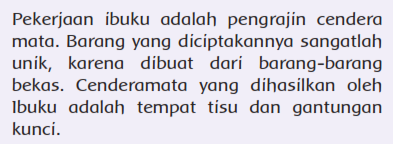 Pekerjaan ibuku adalah pengrajin cendera
mata. Barang yang diciptakannya sangatlah
unik, karena dibuat dari barang-barang
bekas. Cenderamata yang dihasilkan oleh
Ibuku adalah tempat tisu dan gantungan
kunci.